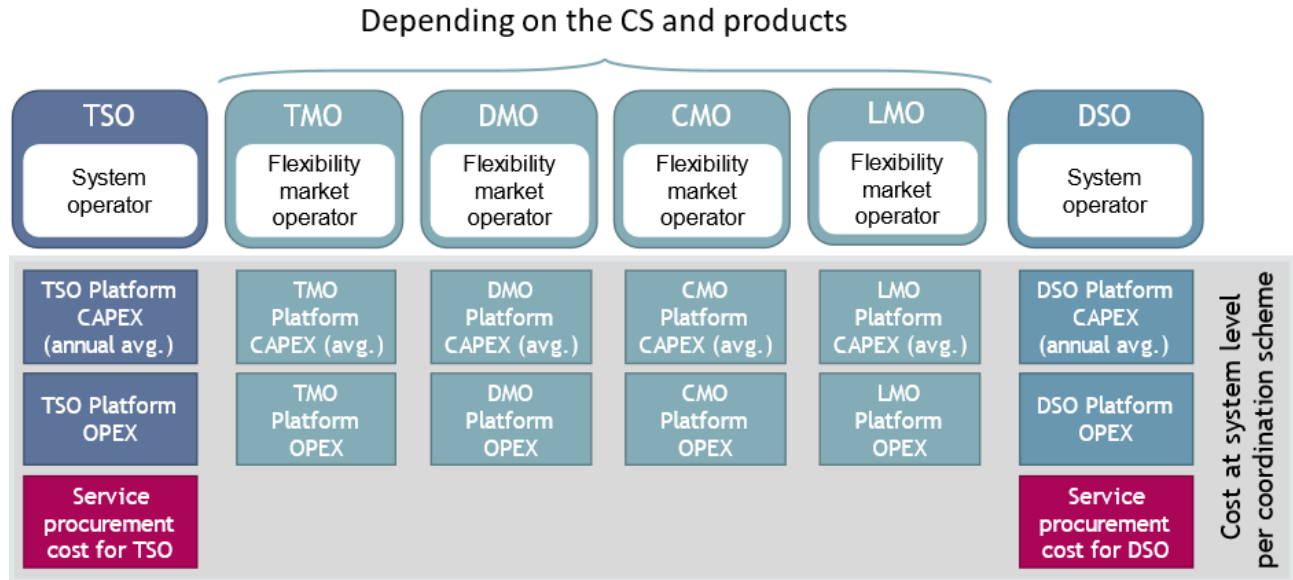 Depending on the CS and products
TSO
System
operator
TMO
Flexibility
market
operator
DMO
Flexibility
market
operator
CMO
Flexibility
market
operator
LMO
Flexibility
market
operator
DSO
System
operator
TSO Platform
CAPEX
(annual avg.)
TMO
Platform
CAPEX (avg.)
DMO
Platform
CAPEX (avg.)
CMO
Platform
CAPEX (avg.)
LMO
Platform
CAPEX (avg.)
DSO Platform
CAPEX
(annual avg.)
TSO Platform
OPEX
TMO
Platform
OPEX
DMO
Platform
OPEX
CMO
Platform
OPEX
LMO
Platform
OPEX
DSO Platform
OPEX
Service
procurement
cost for TSO
Service
procurement
cost for DSO
Cost at system level
per coordination scheme